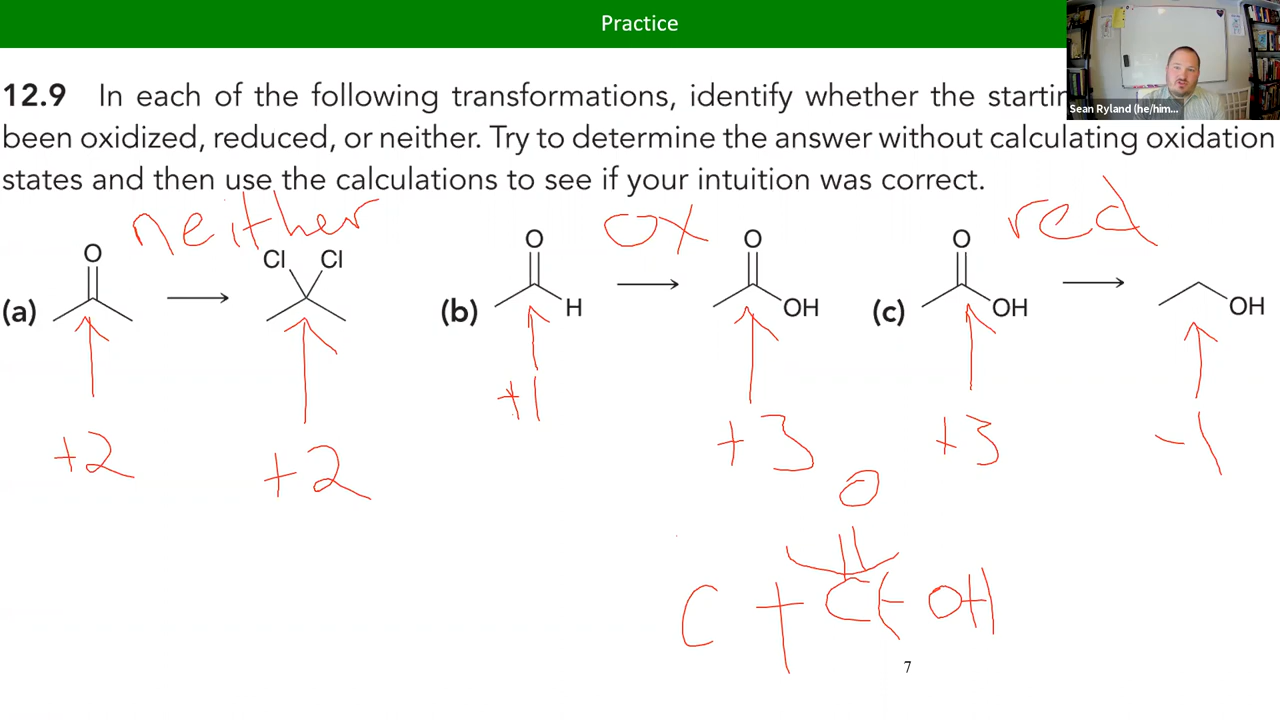 Practice
12.9 In each of the following transformations, identify whether the
Sean Ryland (he/him...
been oxidized, reduced, or neither. Try to determine the answer without calculating oxidation
states and then use the calculations to see if your intuition was correct.
neither ox red
O Cl Cl O O O
(a) (b) H OH (c) OH OH
+2 +2 +1 +3 +3 -1
O
C C OH
7